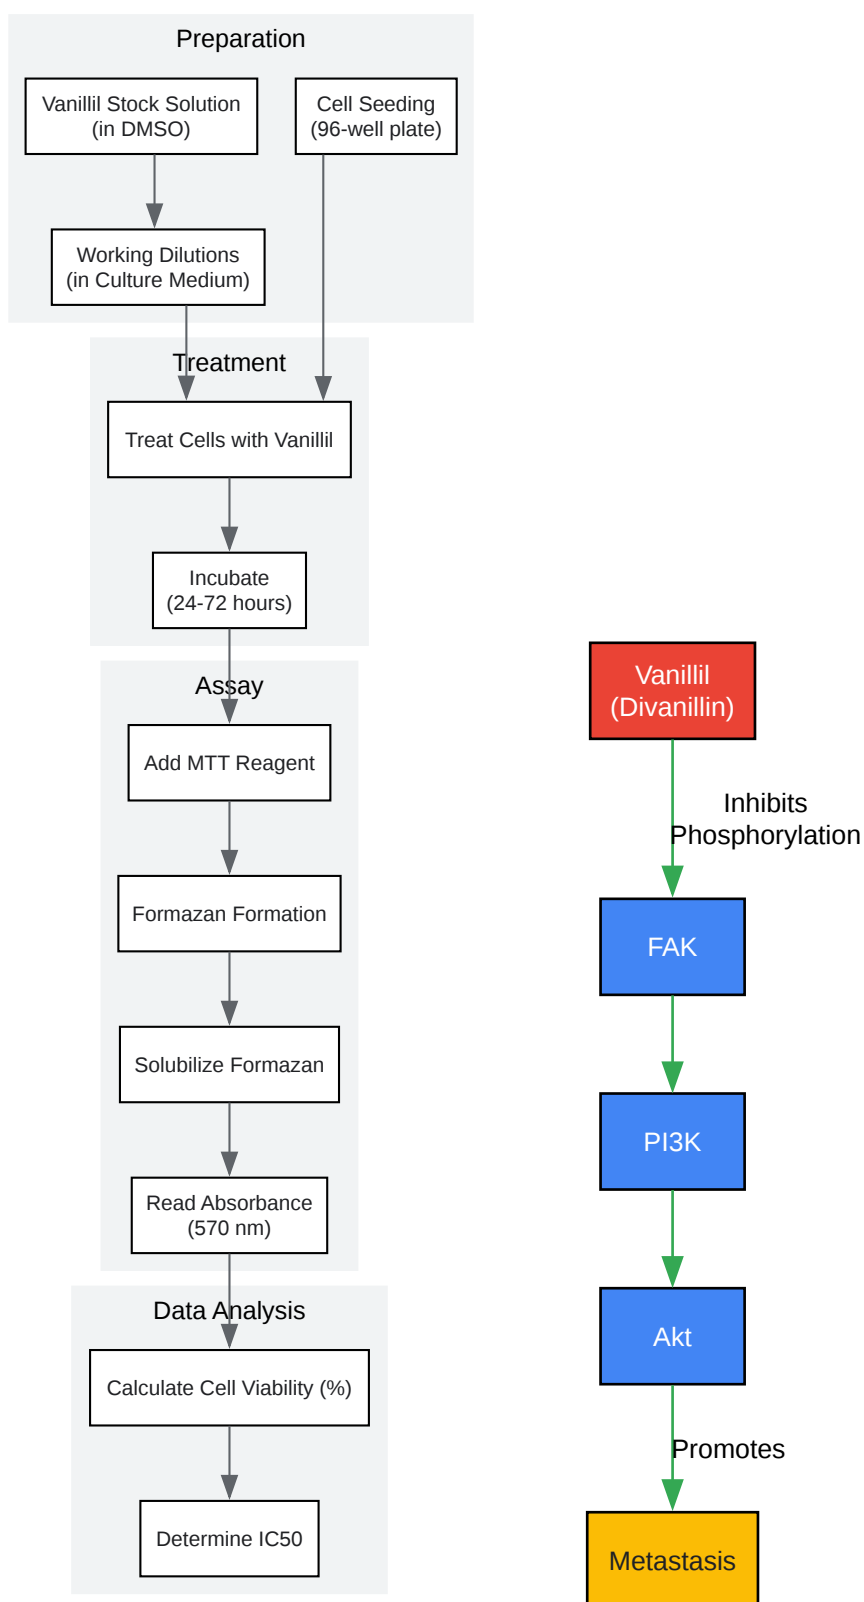 Preparation
Vanillil Stock Solution
(in DMSO)
Cell Seeding
(96-well plate)
Working Dilutions
(in Culture Medium)
Treatment
Treat Cells with Vanillil
Incubate
(24-72 hours)
Assay
Add MTT Reagent
Formazan Formation
Solubilize Formazan
Read Absorbance
(570 nm)
Data Analysis
Calculate Cell Viability (%)
Determine IC50
Vanillil
(Divanillin)
Inhibits
Phosphorylation
FAK
PI3K
Akt
Promotes
Metastasis